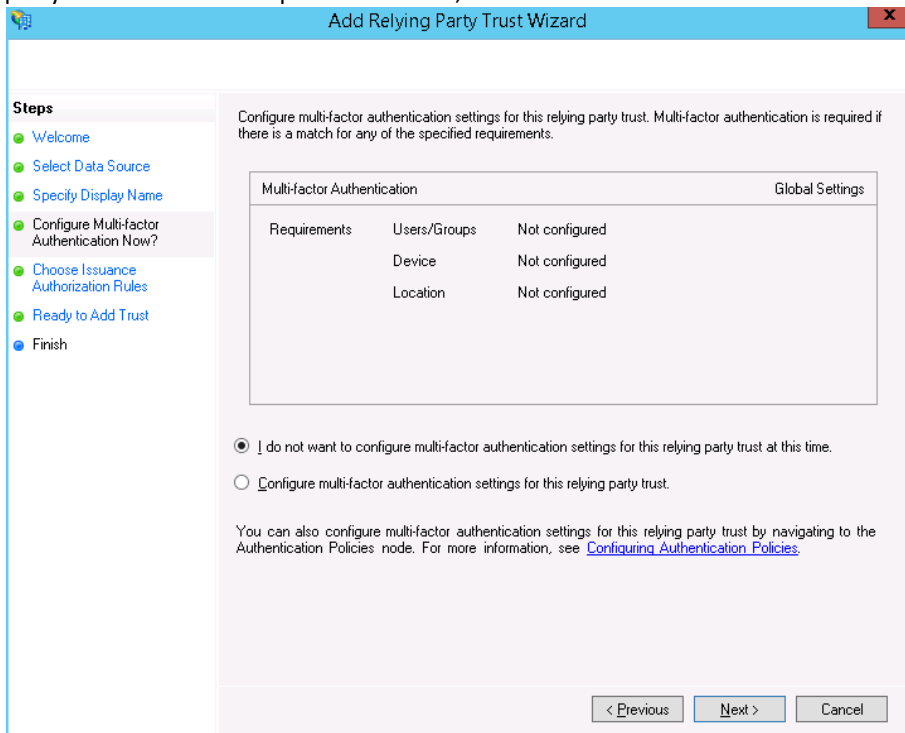 Add Relying Party Trust Wizard
x
Steps
Welcome
Select Data Source
Specify Display Name
Configure Multi-factor
Authentication Now?
Choose Issuance
Authorization Rules
Ready to Add Trust
Finish
Configure multi-factor authentication settings for this relying party trust. Multi-factor authentication is required if
there is a match for any of the specified requirements.
Multi-factor Authentication Global Settings
Requirements Users/Groups Not configured
Device Not configured
Location Not configured
I do not want to configure multi-factor authentication settings for this relying party trust at this time.
Configure multi-factor authentication settings for this relying party trust.
You can also configure multi-factor authentication settings for this relying party trust by navigating to the
Authentication Policies node. For more information, see Configuring Authentication Policies.
< Previous Next > Cancel